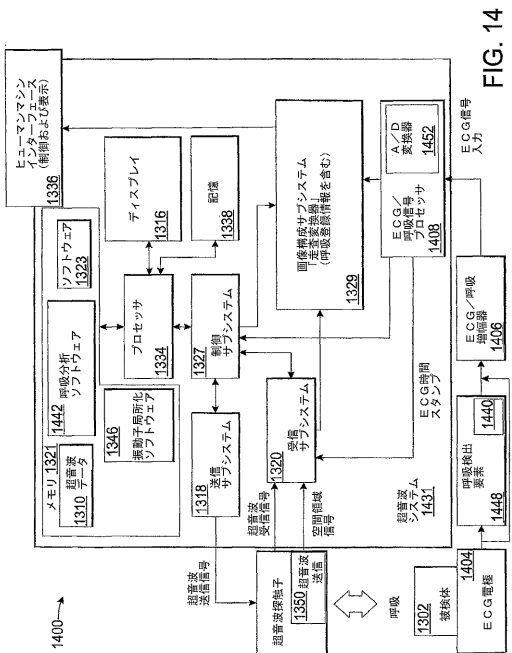 1400
ヒューマンマシン
インターフェース
(制御および表示)
1336
メモリ 1321
超音波
データ
1310
呼吸分析
ソフトウェア
1442
ソフトウェア
1323
1346
振動子局所化
ソフトウェア
プロセッサ
1334
ディスプレイ
1316
記憶
1338
送信
サブシステム
1318
制御
サブシステム
1327
受信
サブシステム
1320
画像構成サブシステム
「走査変換器」
(呼吸登録情報を含む)
1329
A/D
変換器
1452
ECG/
呼吸信号
プロセッサ
1408
超音波
送信信号
超音波
受信信号
空間領域
信号
超音波
システム
1431
ECG時間
スタンプ
ECG信号
入力
超音波探触子
1350
超音波
送信
呼吸
1302
被検体
1404
ECG電極
呼吸検出
要素
1440
1448
ECG/呼吸
増幅器
1406
FIG. 14